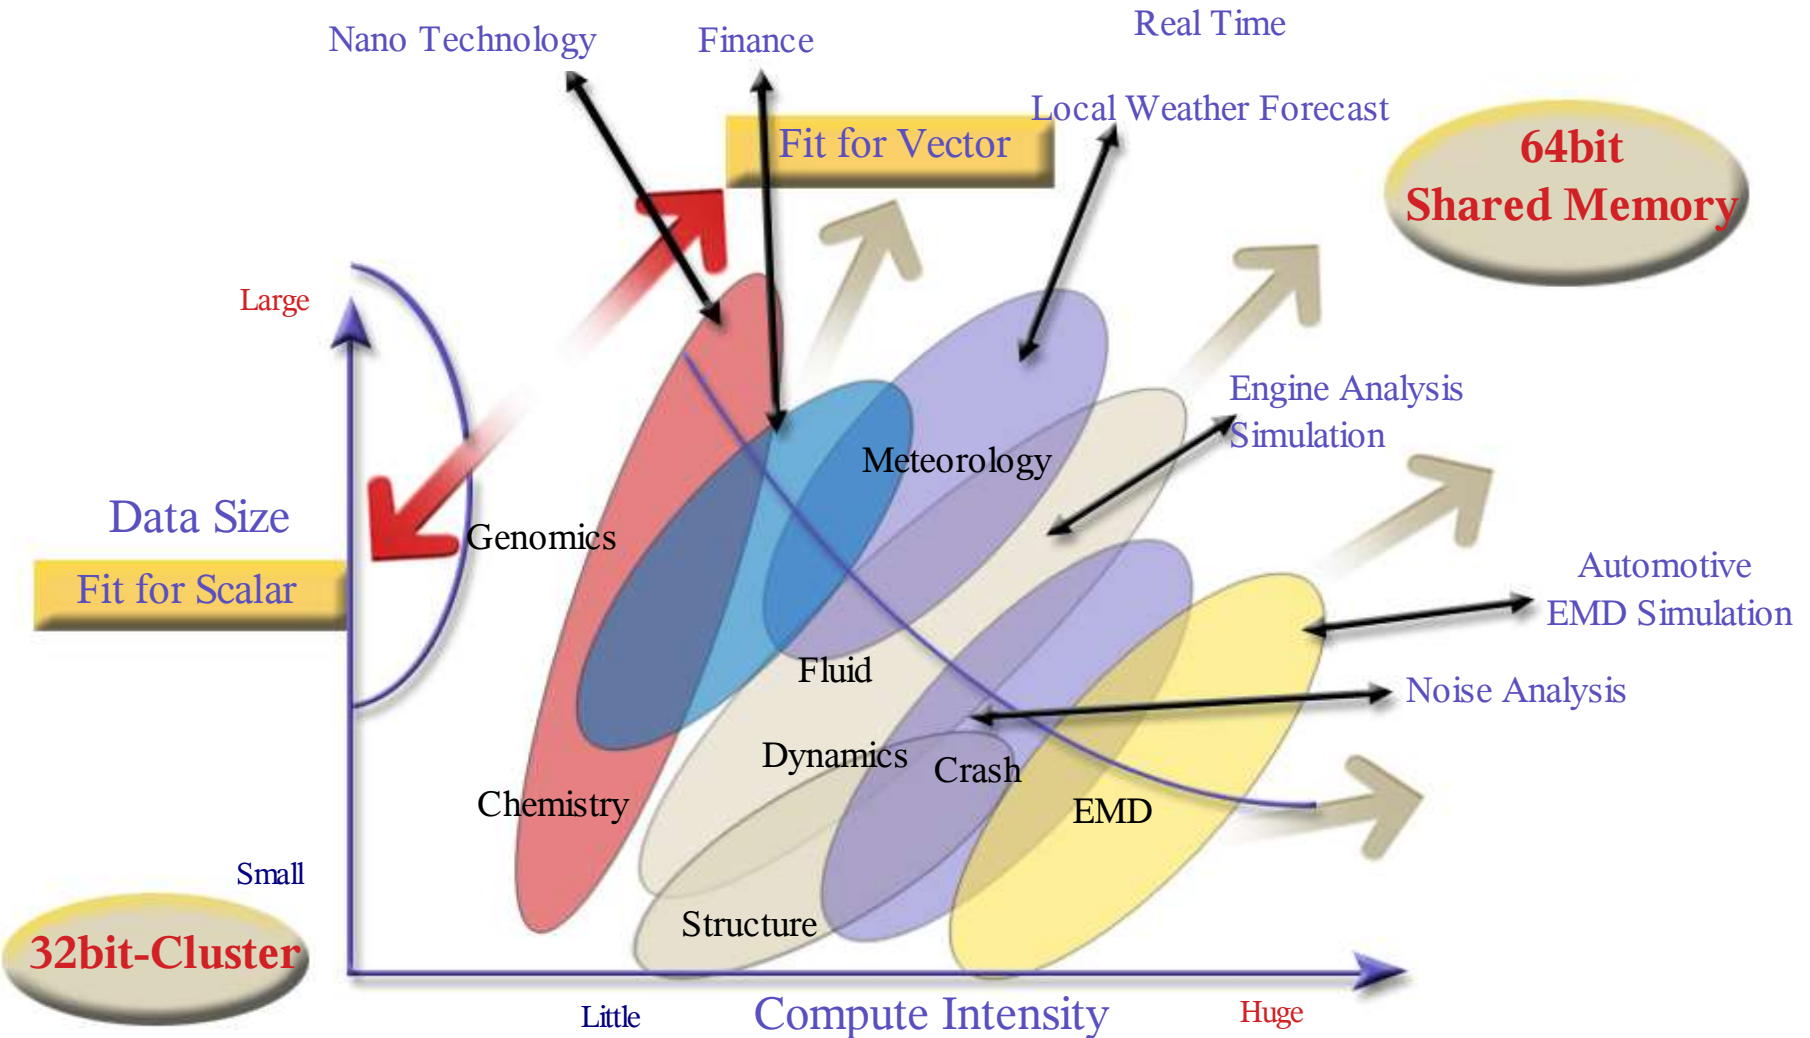 Real Time
Nano Technology
Finance
Local Weather Forecast
Fit for Vector
64bit
Shared Memory
Large
Engine Analysis
Simulation
Meteorology
Data Size
Genomics
Fit for Scalar
Automotive
EMD Simulation
Fluid
Noise Analysis
Dynamics
Crash
Chemistry
EMD
Small
Structure
32bit-Cluster
Little
Compute Intensity
Huge